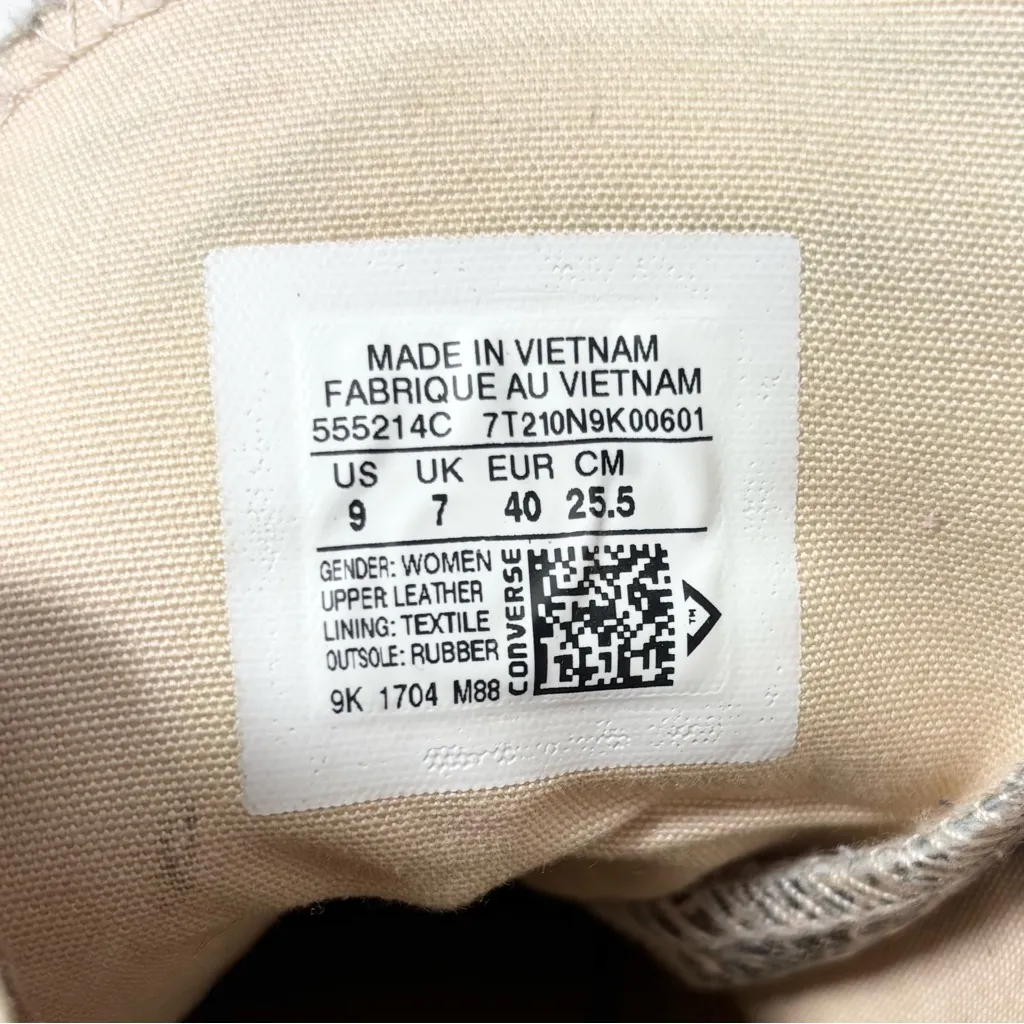 MADE IN VIETNAM
FABRIQUE AU VIETNAM
555214C 7T210N9K00601
US UK EUR CM
9 7 40 25.5
GENDER: WOMEN
UPPER LEATHER
LINING: TEXTILE
OUTSOLE: RUBBER
9K 1704 M88
CONVERSE
TM